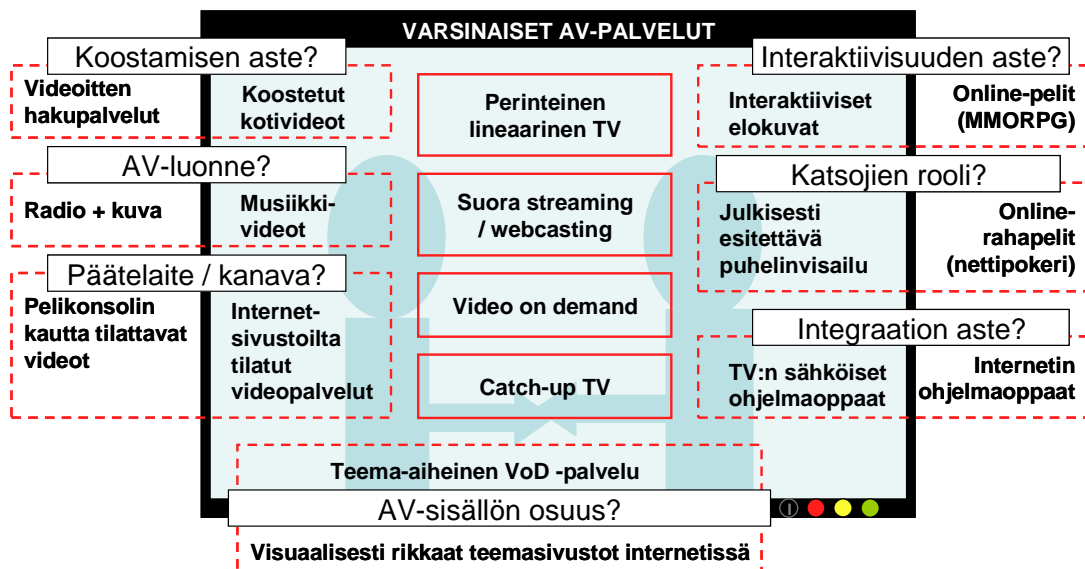 VARSINAISET AV-PALVELUT
Koostamisen aste?
Videoitten
hakupalvelut
Koostetut
kotivideot
AV-luonne?
Radio + kuva
Musiikki-
videot
Päätelaite / kanava?
Pelikonsolin
kautta tilattavat
videot
Internet-
sivustoilta
tilatut
videopalvelut
Perinteinen
lineaarinen TV
Suora streaming
/ webcasting
Video on demand
Catch-up TV
Interaktiivisuuden aste?
Interaktiiviset
elokuvat
Online-pelit
(MMORPG)
Katsojien rooli?
Julkisesti
esitettävä
puhelinvisailu
Online-
rahapelit
(nettipokeri)
Integraation aste?
TV:n sähköiset
ohjelmaoppaat
Internetin
ohjelmaoppaat
Teema-aiheinen VoD -palvelu
AV-sisällön osuus?
Visuaalisesti rikkaat teemasivustot internetissä